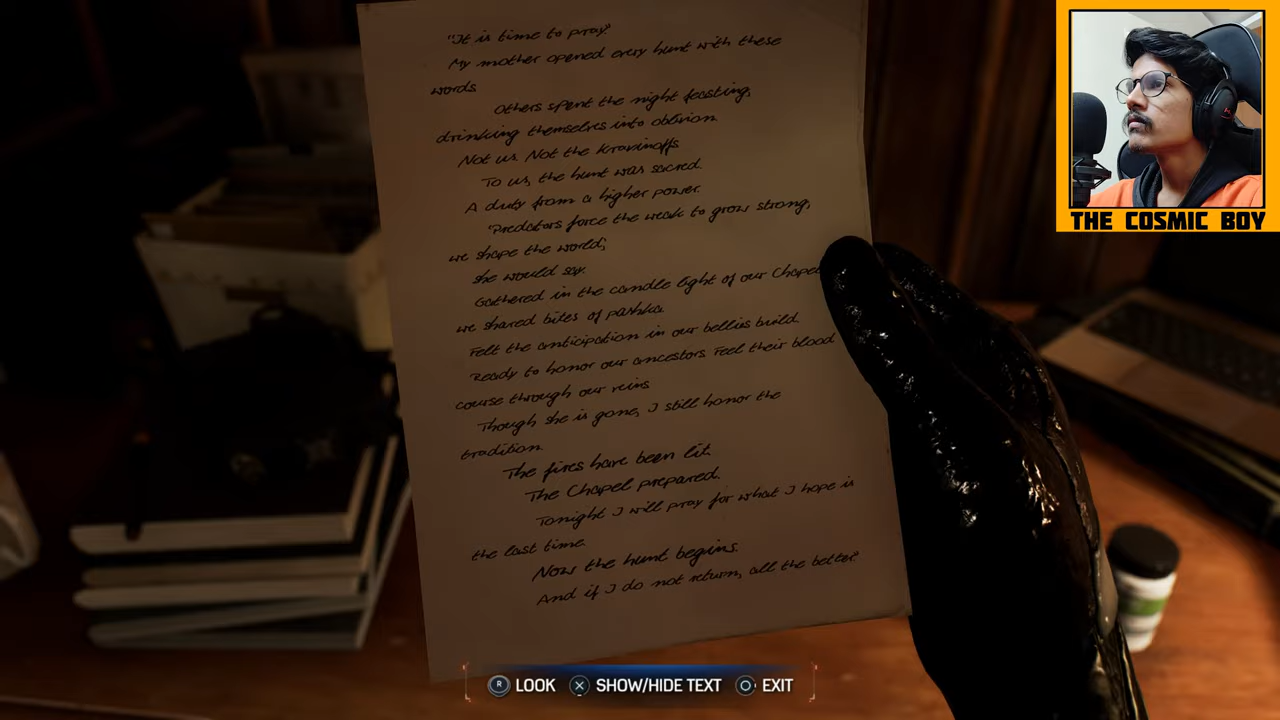 "It is time to pray."
My mother opened every hunt with these
words.
Others spent the night feasting,
drinking themselves into oblivion.
Not us. Not the Kravinoffs.
To us, the hunt was sacred.
A duty from a higher power.
'Predators force the weak to grow strong,
we shape the world,'
she would say.
Gathered in the candle light of our Chapel
we shared bites of pashka.
Felt the anticipation in our bellies build.
Ready to honor our ancestors. Feel their blood
course through our veins.
Though she is gone, I still honor the
tradition.
The fires have been lit.
The Chapel prepared.
Tonight I will pray for what I hope is
the last time.
Now the hunt begins.
And if I do not return, all the better."
R LOOK SHOW/HIDE TEXT EXIT
THE COSMIC BOY